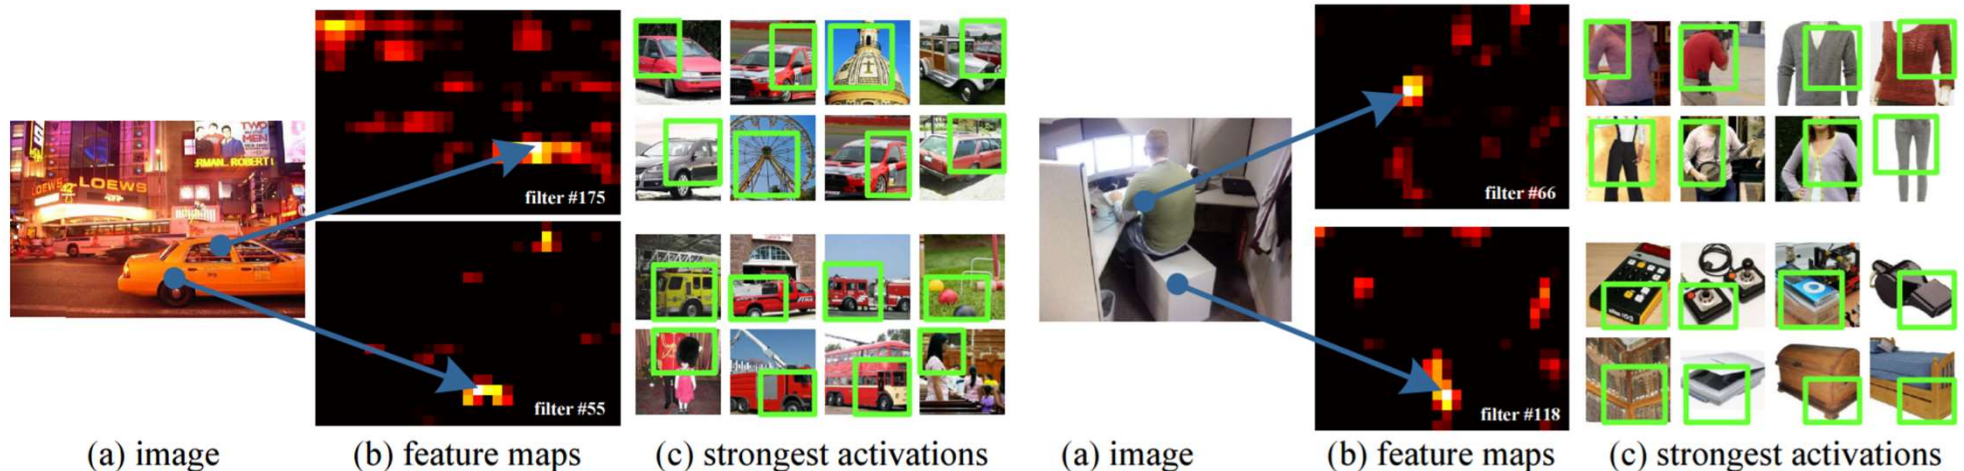 TWO
MEN
RMAN. ROBERT
LOEWS
LOEWS
filter #175
filter #55
(a) image
(b) feature maps
(c) strongest activations
filter #66
filter #118
(a) image
(b) feature maps
(c) strongest activations